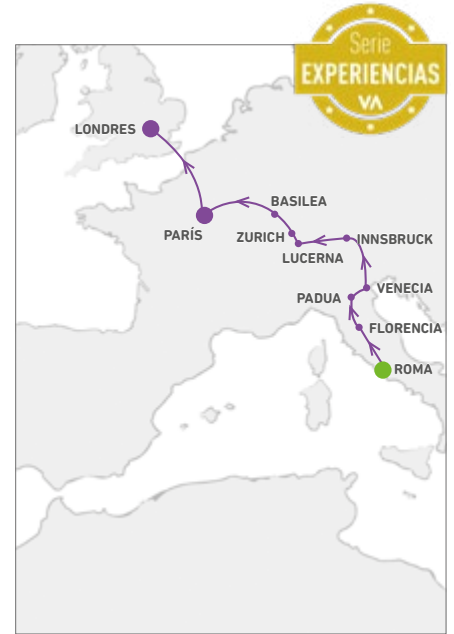 Serie
EXPERIENCIAS
VA
LONDRES
BASILEA
PARÍS
ZURICH
INNSBRUCK
LUCERNA
VENECIA
PADUA
FLORENCIA
ROMA